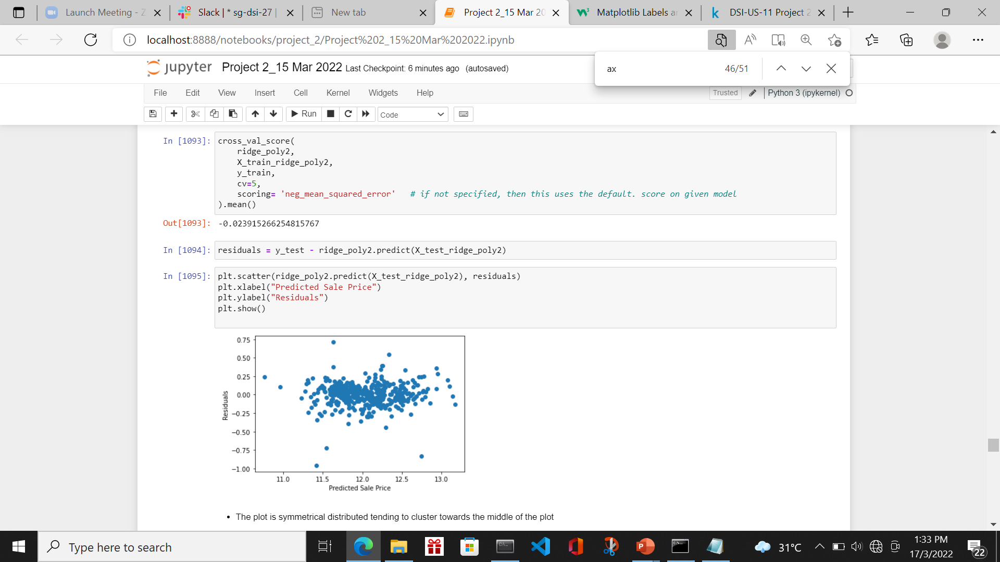 Launch Meeting - Z
Slack | * sg-dsi-27 |
New tab
Project 2_15 Mar 20
Matplotlib Labels a
DSI-US-11 Project 2
localhost:8888/notebooks/project_2/Project%202_15%20Mar%202022.ipynb
ax
46/51
jupyter
Project 2_15 Mar 2022 Last Checkpoint: 6 minutes ago (autosaved)
File Edit View Insert Cell Kernel Widgets Help
Trusted
Python 3 (ipykernel)
Run
Code
In [1093]: cross_val_score(
ridge_poly2,
X_train_ridge_poly2,
y_train,
cv=5,
scoring= 'neg_mean_squared_error' # if not specified, then this uses the default. score on given model
).mean()
Out[1093]: -0.023915266254815767
In [1094]: residuals = y_test - ridge_poly2.predict(X_test_ridge_poly2)
In [1095]: plt.scatter(ridge_poly2.predict(X_test_ridge_poly2), residuals)
plt.xlabel("Predicted Sale Price")
plt.ylabel("Residuals")
plt.show()
0.75
0.50
0.25
0.00
−0.25
−0.50
−0.75
−1.00
Residuals
11.0 11.5 12.0 12.5 13.0
Predicted Sale Price
• The plot is symmetrical distributed tending to cluster towards the middle of the plot
Type here to search
31°C
1:33 PM
17/3/2022
22